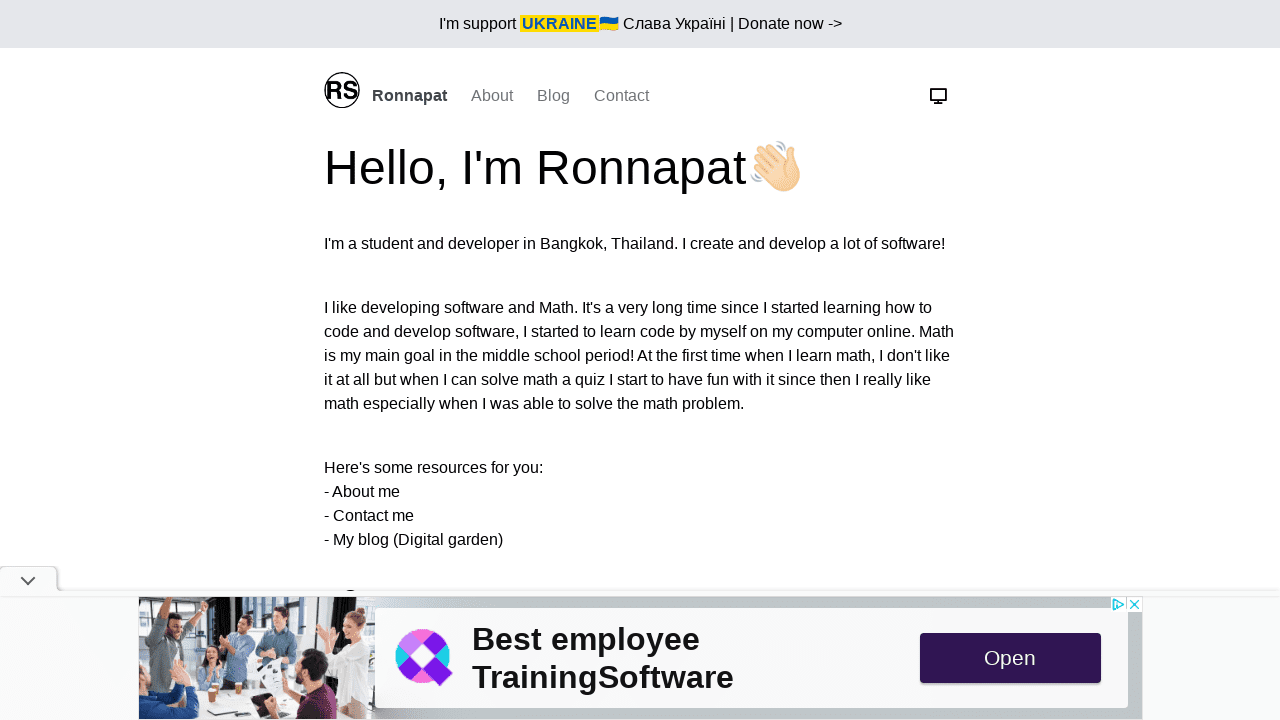 I'm support UKRAINE🇺🇦 Слава Україні | Donate now ->
RS Ronnapat About Blog Contact
Hello, I'm Ronnapat👋🏻
I'm a student and developer in Bangkok, Thailand. I create and develop a lot of software!
I like developing software and Math. It's a very long time since I started learning how to
code and develop software, I started to learn code by myself on my computer online. Math
is my main goal in the middle school period! At the first time when I learn math, I don't like
it at all but when I can solve math a quiz I start to have fun with it since then I really like
math especially when I was able to solve the math problem.
Here's some resources for you:
- About me
- Contact me
- My blog (Digital garden)
Best employee
TrainingSoftware
Open